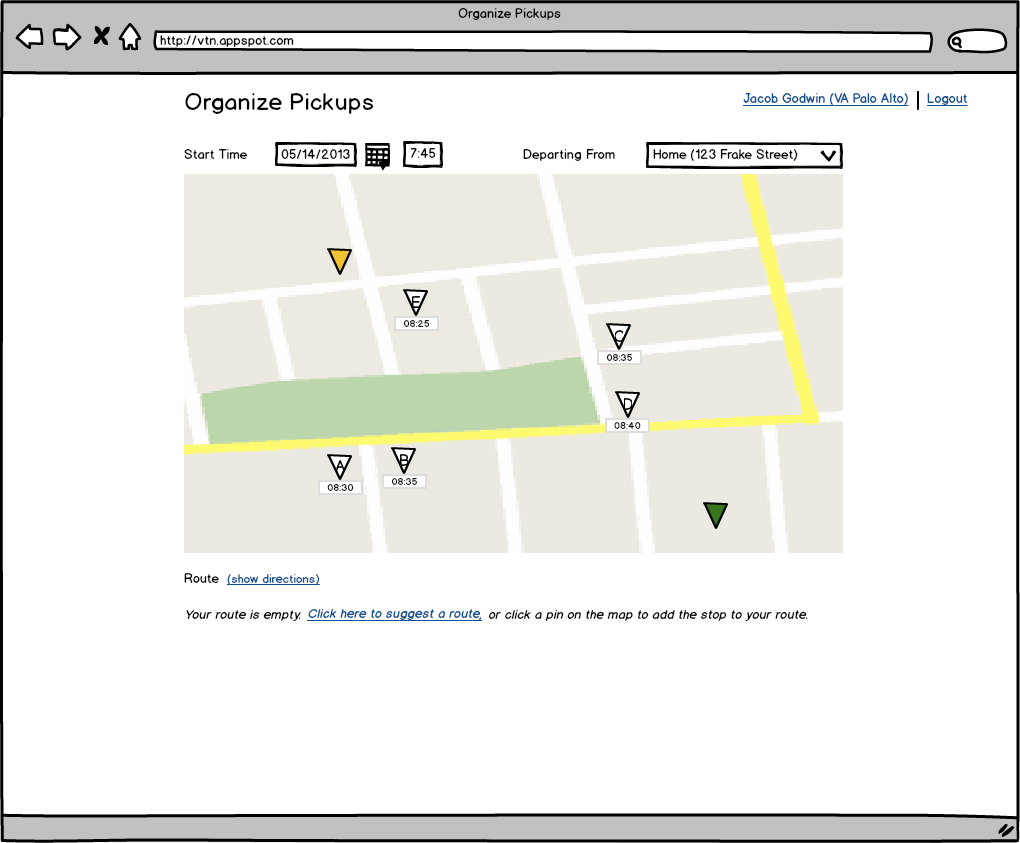 Organize Pickups
http://vtn.appspot.com
Organize Pickups
Jacob Godwin (VA Palo Alto) | Logout
Start Time 05/14/2013 7:45 Departing From Home (123 Frake Street)
E
08:25
C
08:35
D
08:40
A
08:30
B
08:35
Route (show directions)
Your route is empty. Click here to suggest a route, or click a pin on the map to add the stop to your route.